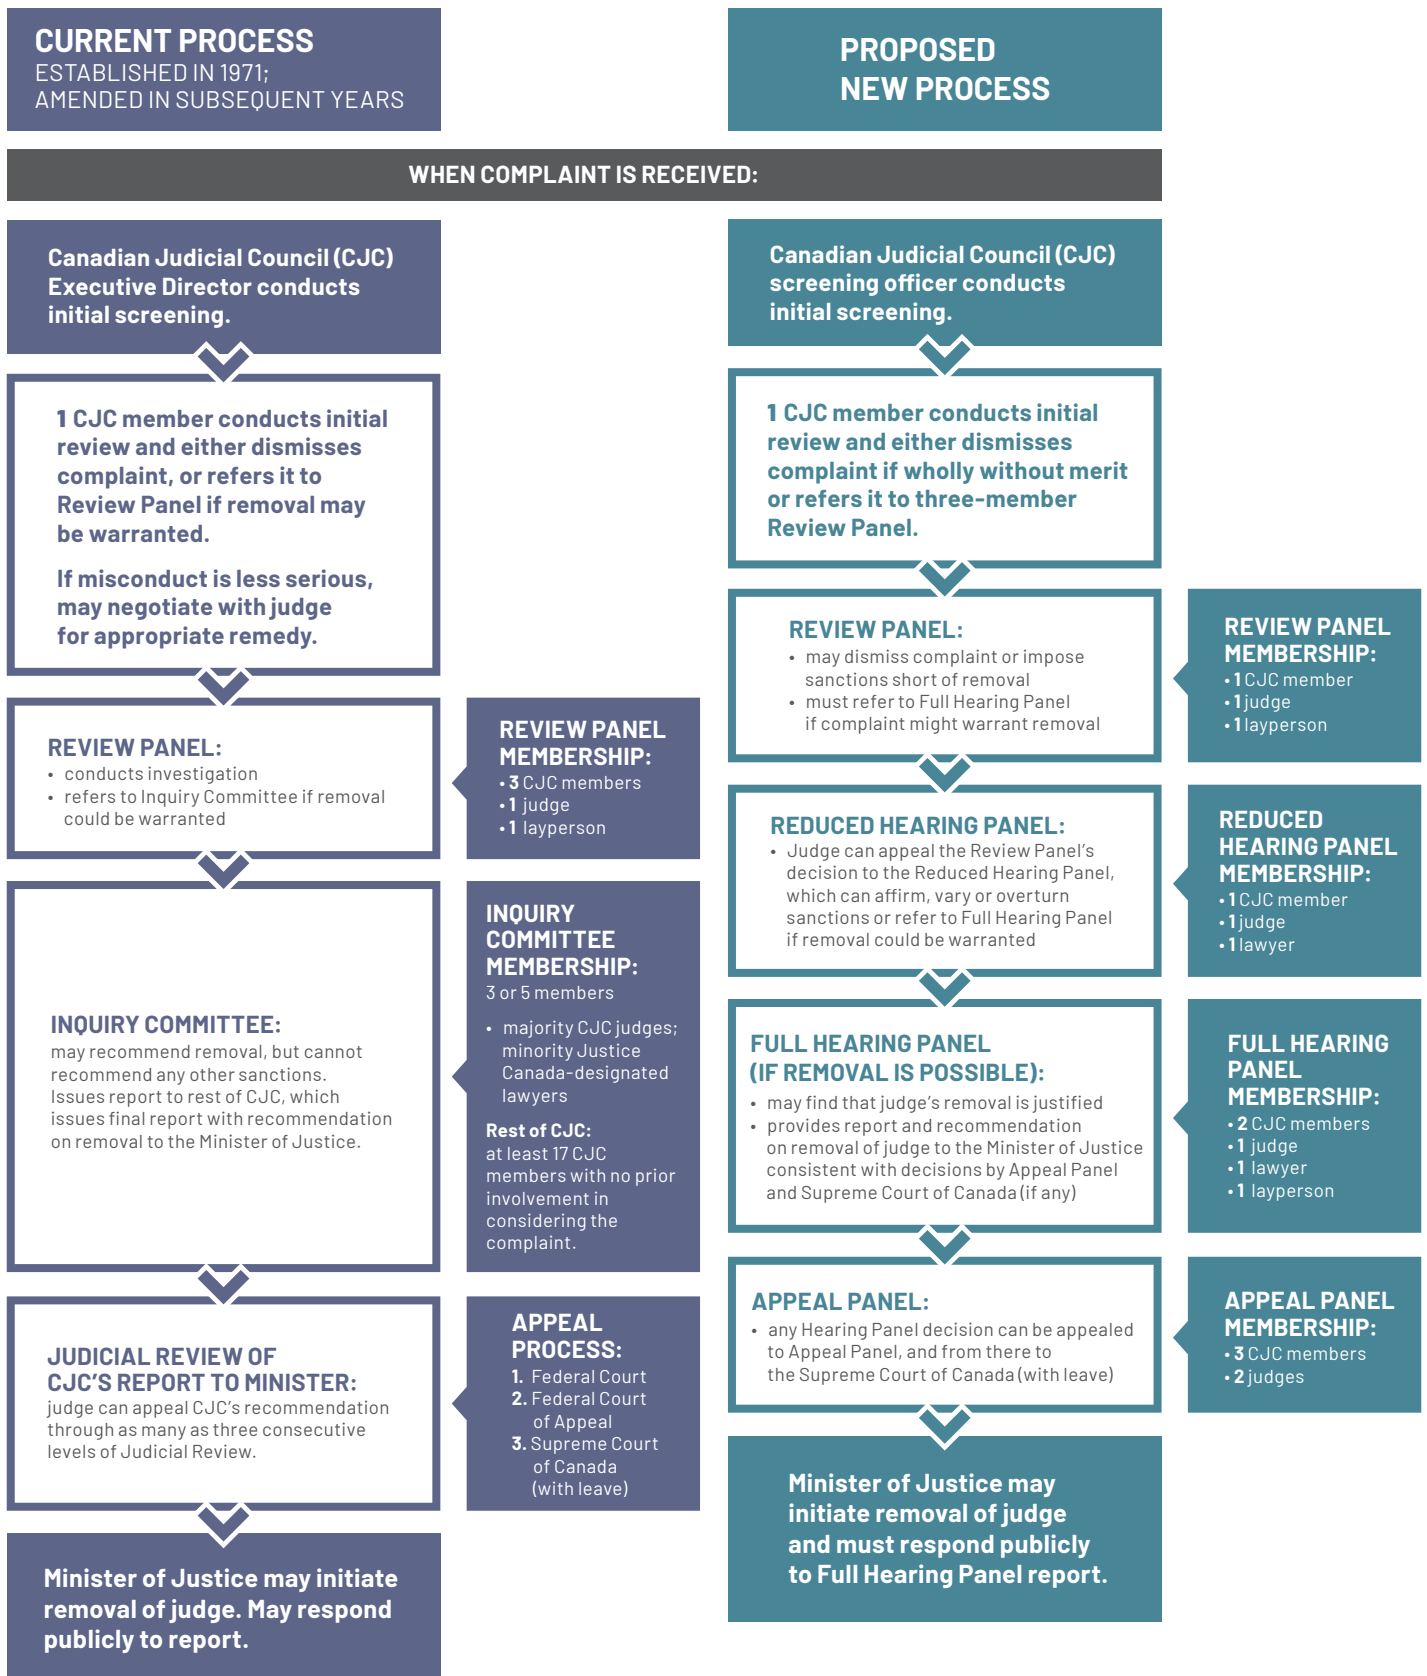 CURRENT PROCESS
ESTABLISHED IN 1971;
AMENDED IN SUBSEQUENT YEARS
PROPOSED
NEW PROCESS
WHEN COMPLAINT IS RECEIVED:
Canadian Judicial Council (CJC)
Executive Director conducts
initial screening.
1 CJC member conducts initial
review and either dismisses
complaint, or refers it to
Review Panel if removal may
be warranted.
If misconduct is less serious,
may negotiate with judge
for appropriate remedy.
REVIEW PANEL:
• conducts investigation
• refers to Inquiry Committee if removal
could be warranted
REVIEW PANEL
MEMBERSHIP:
• 3 CJC members
• 1 judge
• 1 layperson
INQUIRY COMMITTEE:
may recommend removal, but cannot
recommend any other sanctions.
Issues report to rest of CJC, which
issues final report with recommendation
on removal to the Minister of Justice.
INQUIRY
COMMITTEE
MEMBERSHIP:
3 or 5 members
• majority CJC judges;
minority Justice
Canada-designated
lawyers
Rest of CJC:
at least 17 CJC
members with no prior
involvement in
considering the
complaint.
JUDICIAL REVIEW OF
CJC'S REPORT TO MINISTER:
judge can appeal CJC's recommendation
through as many as three consecutive
levels of Judicial Review.
APPEAL
PROCESS:
1. Federal Court
2. Federal Court
of Appeal
3. Supreme Court
of Canada
(with leave)
Minister of Justice may initiate
removal of judge. May respond
publicly to report.
Canadian Judicial Council (CJC)
screening officer conducts
initial screening.
1 CJC member conducts initial
review and either dismisses
complaint if wholly without merit
or refers it to three-member
Review Panel.
REVIEW PANEL:
• may dismiss complaint or impose
sanctions short of removal
• must refer to Full Hearing Panel
if complaint might warrant removal
REVIEW PANEL
MEMBERSHIP:
• 1 CJC member
• 1 judge
• 1 layperson
REDUCED HEARING PANEL:
• Judge can appeal the Review Panel's
decision to the Reduced Hearing Panel,
which can affirm, vary or overturn
sanctions or refer to Full Hearing Panel
if removal could be warranted
REDUCED
HEARING PANEL
MEMBERSHIP:
• 1 CJC member
• 1 judge
• 1 lawyer
FULL HEARING PANEL
(IF REMOVAL IS POSSIBLE):
• may find that judge's removal is justified
• provides report and recommendation
on removal of judge to the Minister of Justice
consistent with decisions by Appeal Panel
and Supreme Court of Canada (if any)
FULL HEARING
PANEL
MEMBERSHIP:
• 2 CJC members
• 1 judge
• 1 lawyer
• 1 layperson
APPEAL PANEL:
• any Hearing Panel decision can be appealed
to Appeal Panel, and from there to
the Supreme Court of Canada (with leave)
APPEAL PANEL
MEMBERSHIP:
• 3 CJC members
• 2 judges
Minister of Justice may
initiate removal of judge
and must respond publicly
to Full Hearing Panel report.